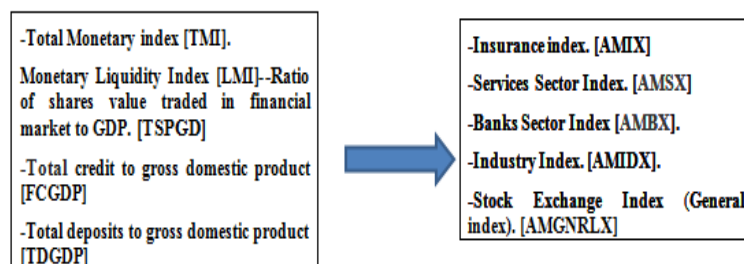 -Total Monetary index [TMI].
Monetary Liquidity Index [LMI]--Ratio
of shares value traded in financial
market to GDP. [TSPGD]
-Total credit to gross domestic product
[FCGDP]
-Total deposits to gross domestic product
[TDGDP]
-Insurance index. [AMIX]
-Services Sector Index. [AMSX]
-Banks Sector Index [AMBX].
-Industry Index. [AMIDX].
-Stock Exchange Index (General
index). [AMGNRLX]